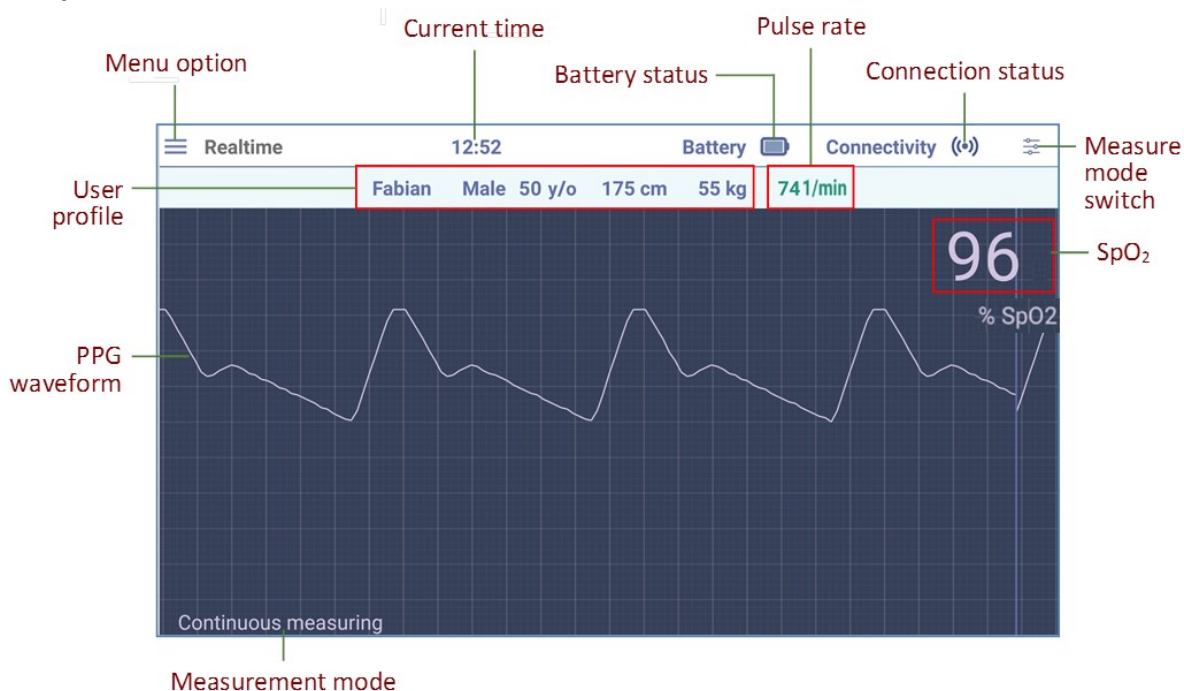 Current time
Pulse rate
Menu option
Battery status
Connection status
Realtime 12:52 Battery Connectivity
Measure mode switch
User profile
Fabian Male 50 y/o 175 cm 55 kg 741/min
96
SpO₂
% SpO2
PPG waveform
Continuous measuring
Measurement mode